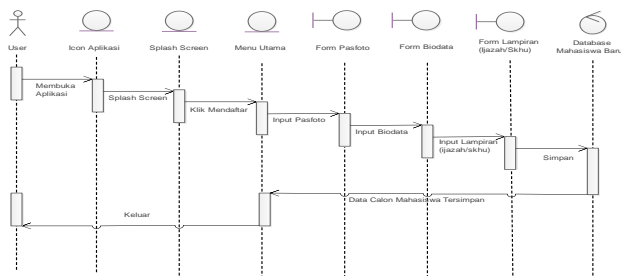 User
Icon Aplikasi
Splash Screen
Menu Utama
Form Pasfoto
Form Biodata
Form Lampiran
(Ijazah/Skhu)
Database
Mahasiswa Baru
Membuka
Aplikasi
Splash Screen
Klik Mendaftar
Input Pasfoto
Input Biodata
Input Lampiran
(ijazah/skhu)
Simpan
Data Calon Mahasiswa Tersimpan
Keluar